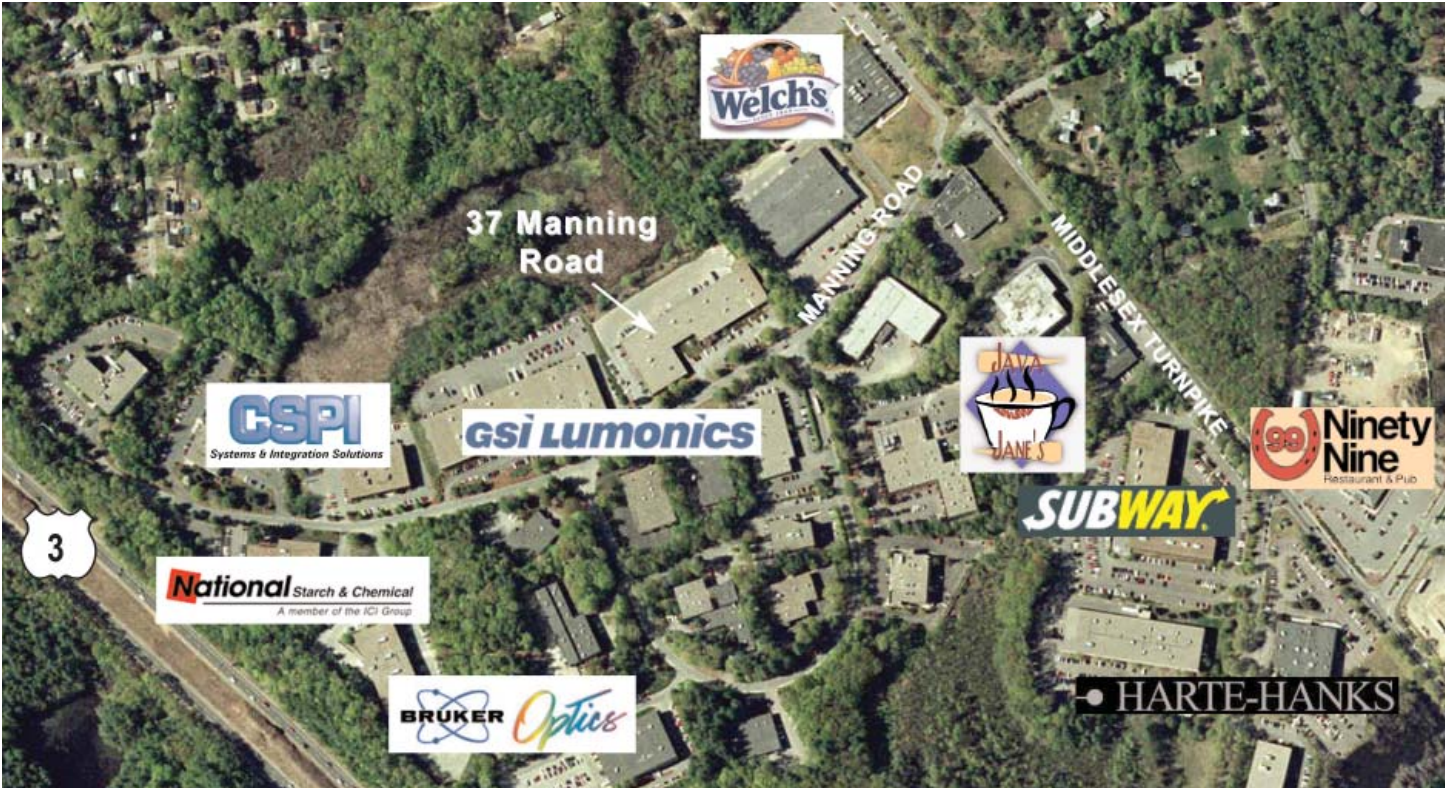 Welch's
37 Manning
Road
MANNING ROAD
MIDDLESEX TURNPIKE
CSPI
Systems & Integration Solutions
GSI LUMONICS
JAVA
JANE'S
99
Ninety
Nine
Restaurant & Pub
SUBWAY
3
National Starch & Chemical
A member of the ICI Group
BRUKER Optics
HARTE-HANKS